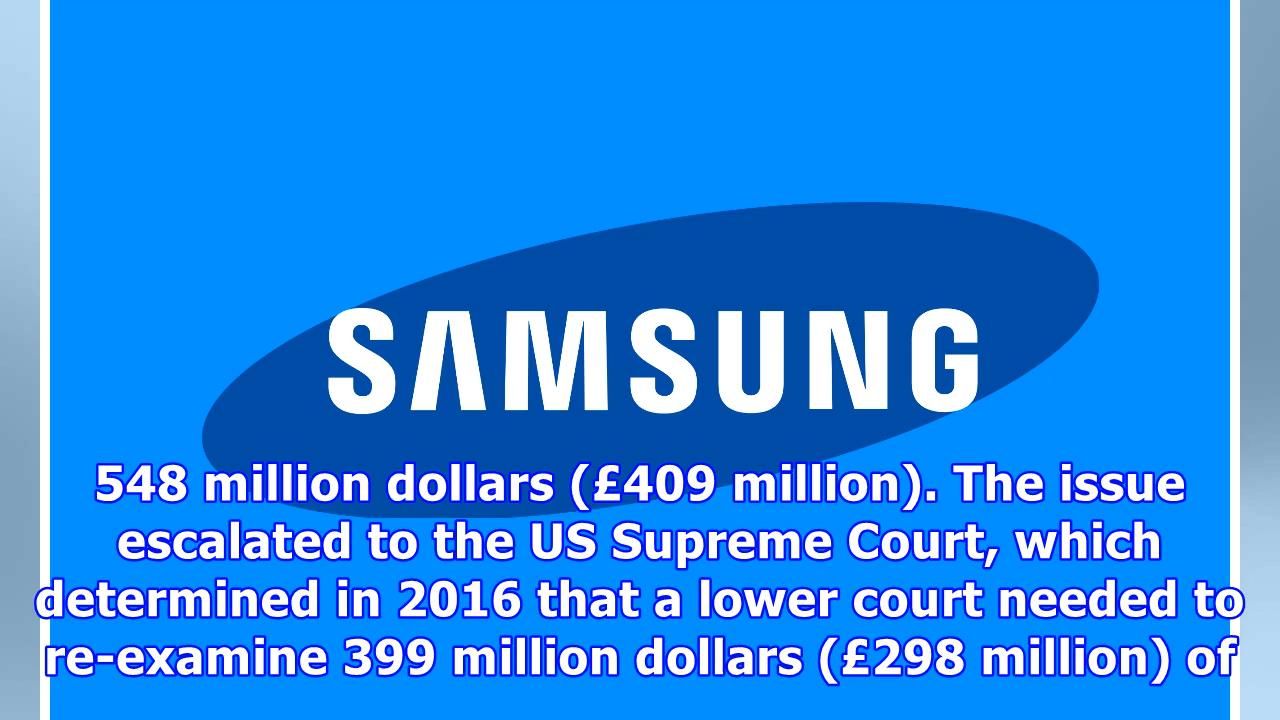 SAMSUNG
548 million dollars (£409 million). The issue
escalated to the US Supreme Court, which
determined in 2016 that a lower court needed to
re-examine 399 million dollars (£298 million) of